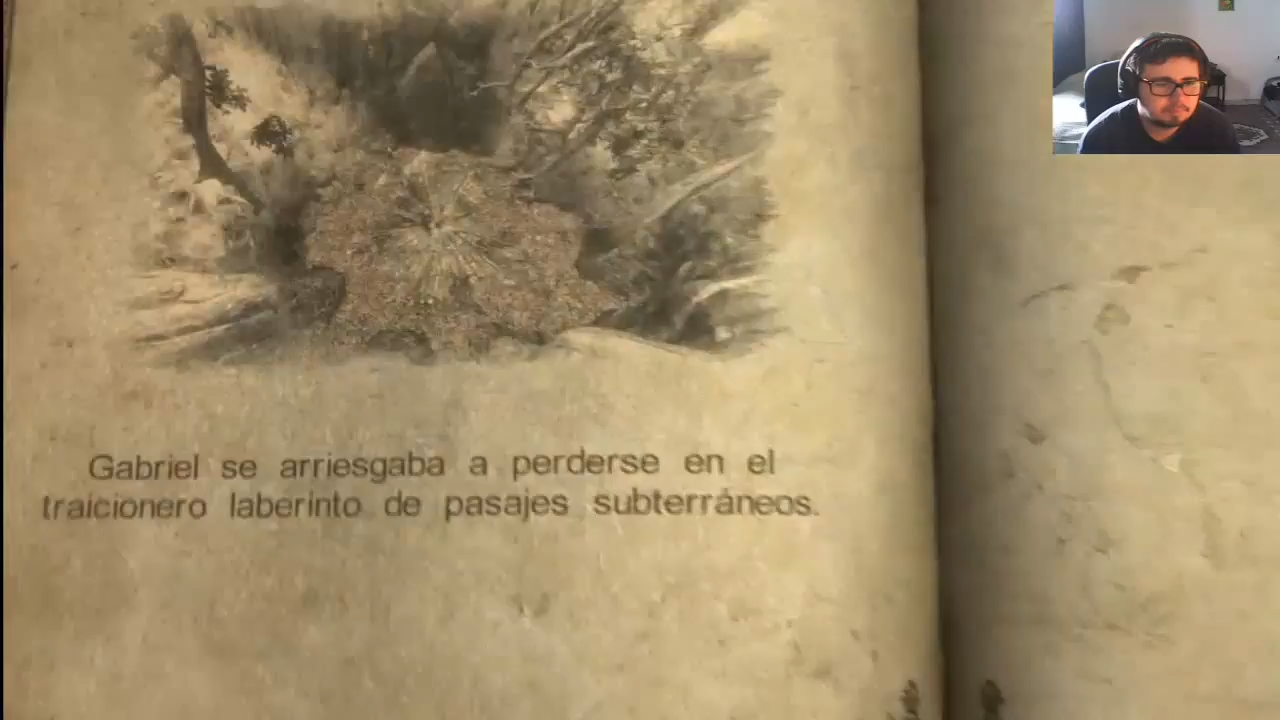 Gabriel se arriesgaba a perderse en el
traicionero laberinto de pasajes subterráneos.